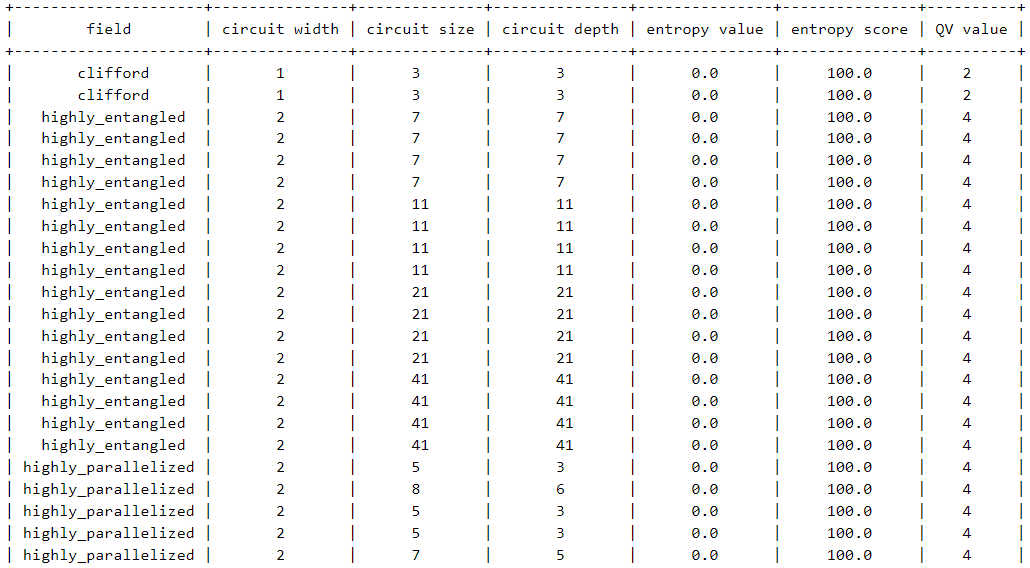 +----------------------+---------------+--------------+---------------+---------------+---------------+----------+
|        field         | circuit width | circuit size | circuit depth | entropy value | entropy score | QV value |
+----------------------+---------------+--------------+---------------+---------------+---------------+----------+
|       clifford       |       1       |      3       |       3       |      0.0      |     100.0     |    2     |
|       clifford       |       1       |      3       |       3       |      0.0      |     100.0     |    2     |
|   highly_entangled   |       2       |      7       |       7       |      0.0      |     100.0     |    4     |
|   highly_entangled   |       2       |      7       |       7       |      0.0      |     100.0     |    4     |
|   highly_entangled   |       2       |      7       |       7       |      0.0      |     100.0     |    4     |
|   highly_entangled   |       2       |      7       |       7       |      0.0      |     100.0     |    4     |
|   highly_entangled   |       2       |      11      |       11      |      0.0      |     100.0     |    4     |
|   highly_entangled   |       2       |      11      |       11      |      0.0      |     100.0     |    4     |
|   highly_entangled   |       2       |      11      |       11      |      0.0      |     100.0     |    4     |
|   highly_entangled   |       2       |      11      |       11      |      0.0      |     100.0     |    4     |
|   highly_entangled   |       2       |      21      |       21      |      0.0      |     100.0     |    4     |
|   highly_entangled   |       2       |      21      |       21      |      0.0      |     100.0     |    4     |
|   highly_entangled   |       2       |      21      |       21      |      0.0      |     100.0     |    4     |
|   highly_entangled   |       2       |      21      |       21      |      0.0      |     100.0     |    4     |
|   highly_entangled   |       2       |      41      |       41      |      0.0      |     100.0     |    4     |
|   highly_entangled   |       2       |      41      |       41      |      0.0      |     100.0     |    4     |
|   highly_entangled   |       2       |      41      |       41      |      0.0      |     100.0     |    4     |
|   highly_entangled   |       2       |      41      |       41      |      0.0      |     100.0     |    4     |
| highly_parallelized  |       2       |      5       |       3       |      0.0      |     100.0     |    4     |
| highly_parallelized  |       2       |      8       |       6       |      0.0      |     100.0     |    4     |
| highly_parallelized  |       2       |      5       |       3       |      0.0      |     100.0     |    4     |
| highly_parallelized  |       2       |      5       |       3       |      0.0      |     100.0     |    4     |
| highly_parallelized  |       2       |      7       |       5       |      0.0      |     100.0     |    4     |